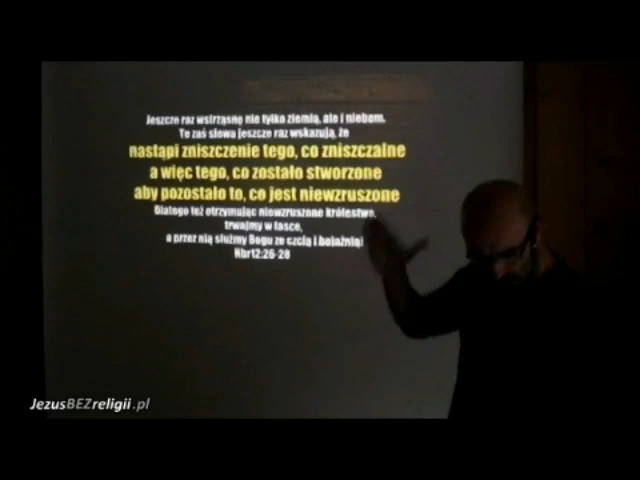 Jeszcze raz wstrząsnę nie tylko ziemią, ale i niebem.
Te zaś słowa jeszcze raz wskazują, że
nastąpi zniszczenie tego, co zniszczalne
a więc tego, co zostało stworzone
aby pozostało to, co jest niewzruszone
Dlatego też otrzymując niewzruszone królestwo,
trwajmy w łasce,
a przez nią służmy Bogu ze czcią i bojaźnią!
Hbr12:26-28
JezusBEZreligii.pl